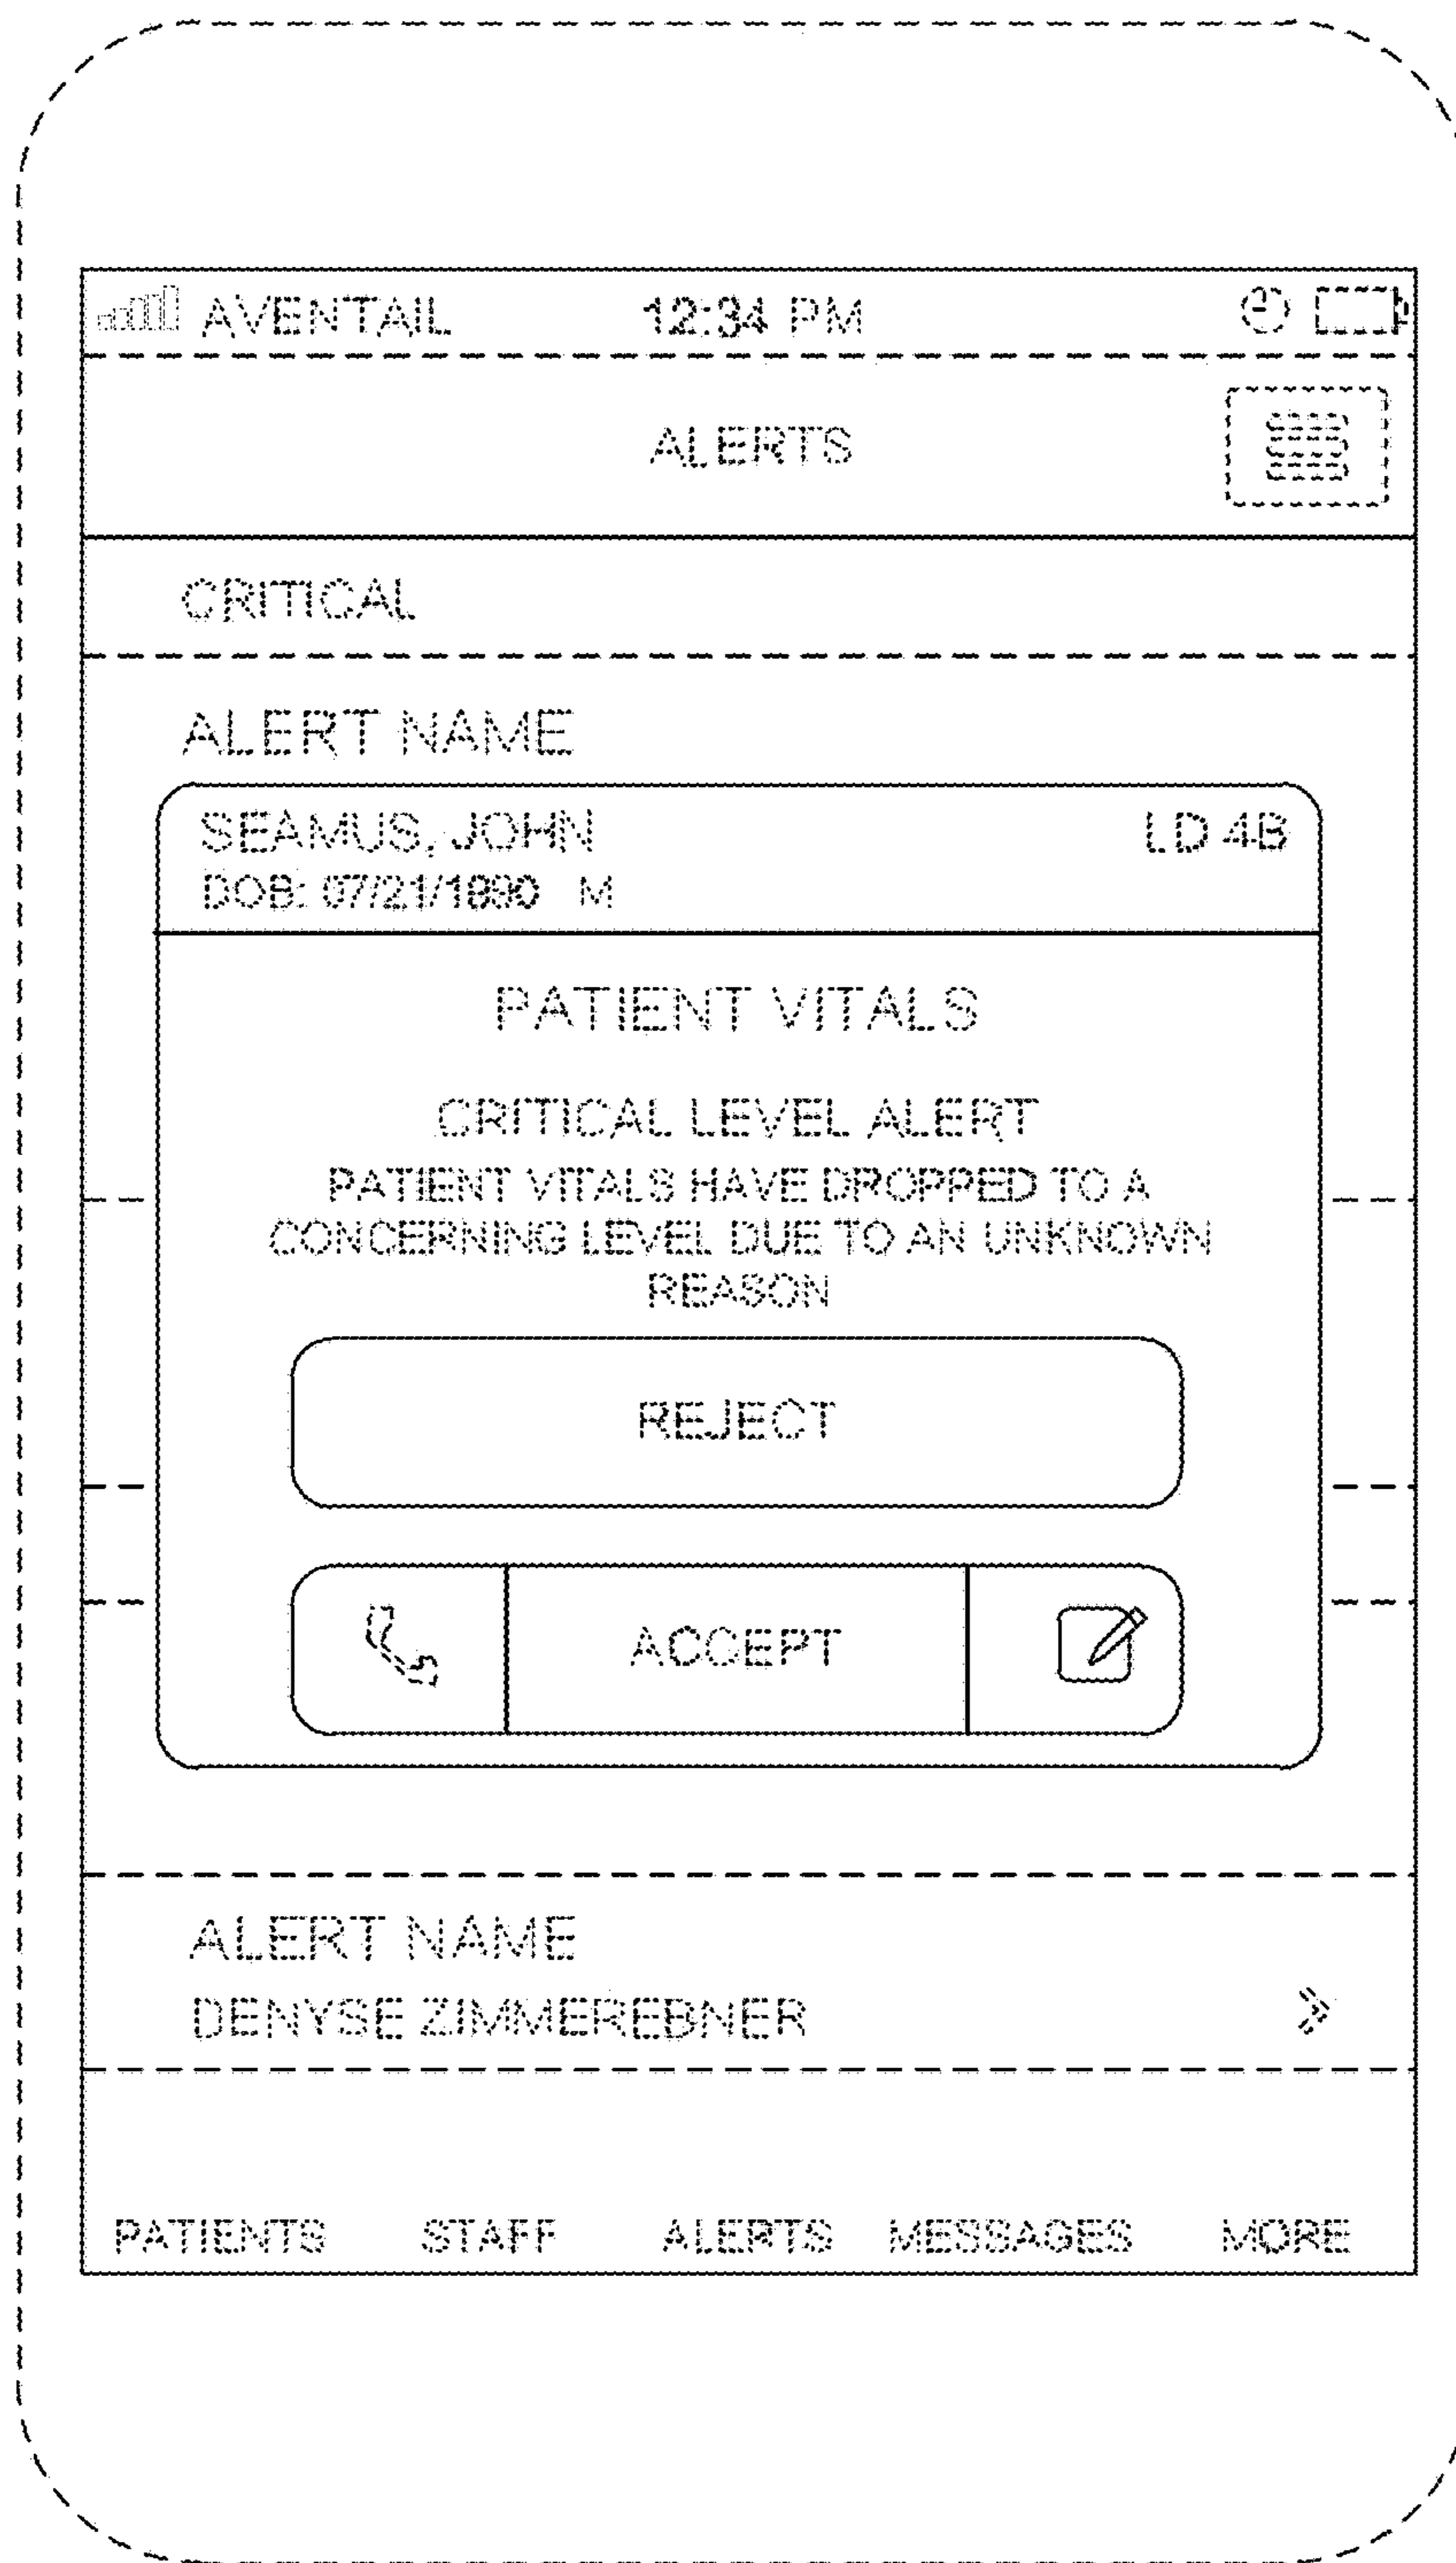 AVENTAIL 12:34 PM
ALERTS
CRITICAL
ALERT NAME
SEAMUS, JOHN LD 4B
DOB: 07/21/1990 M
PATIENT VITALS
CRITICAL LEVEL ALERT
PATIENT VITALS HAVE DROPPED TO A
CONCERNING LEVEL DUE TO AN UNKNOWN
REASON
REJECT
ACCEPT
ALERT NAME
DENYSE ZIMMEREBNER
PATIENTS STAFF ALERTS MESSAGES MORE